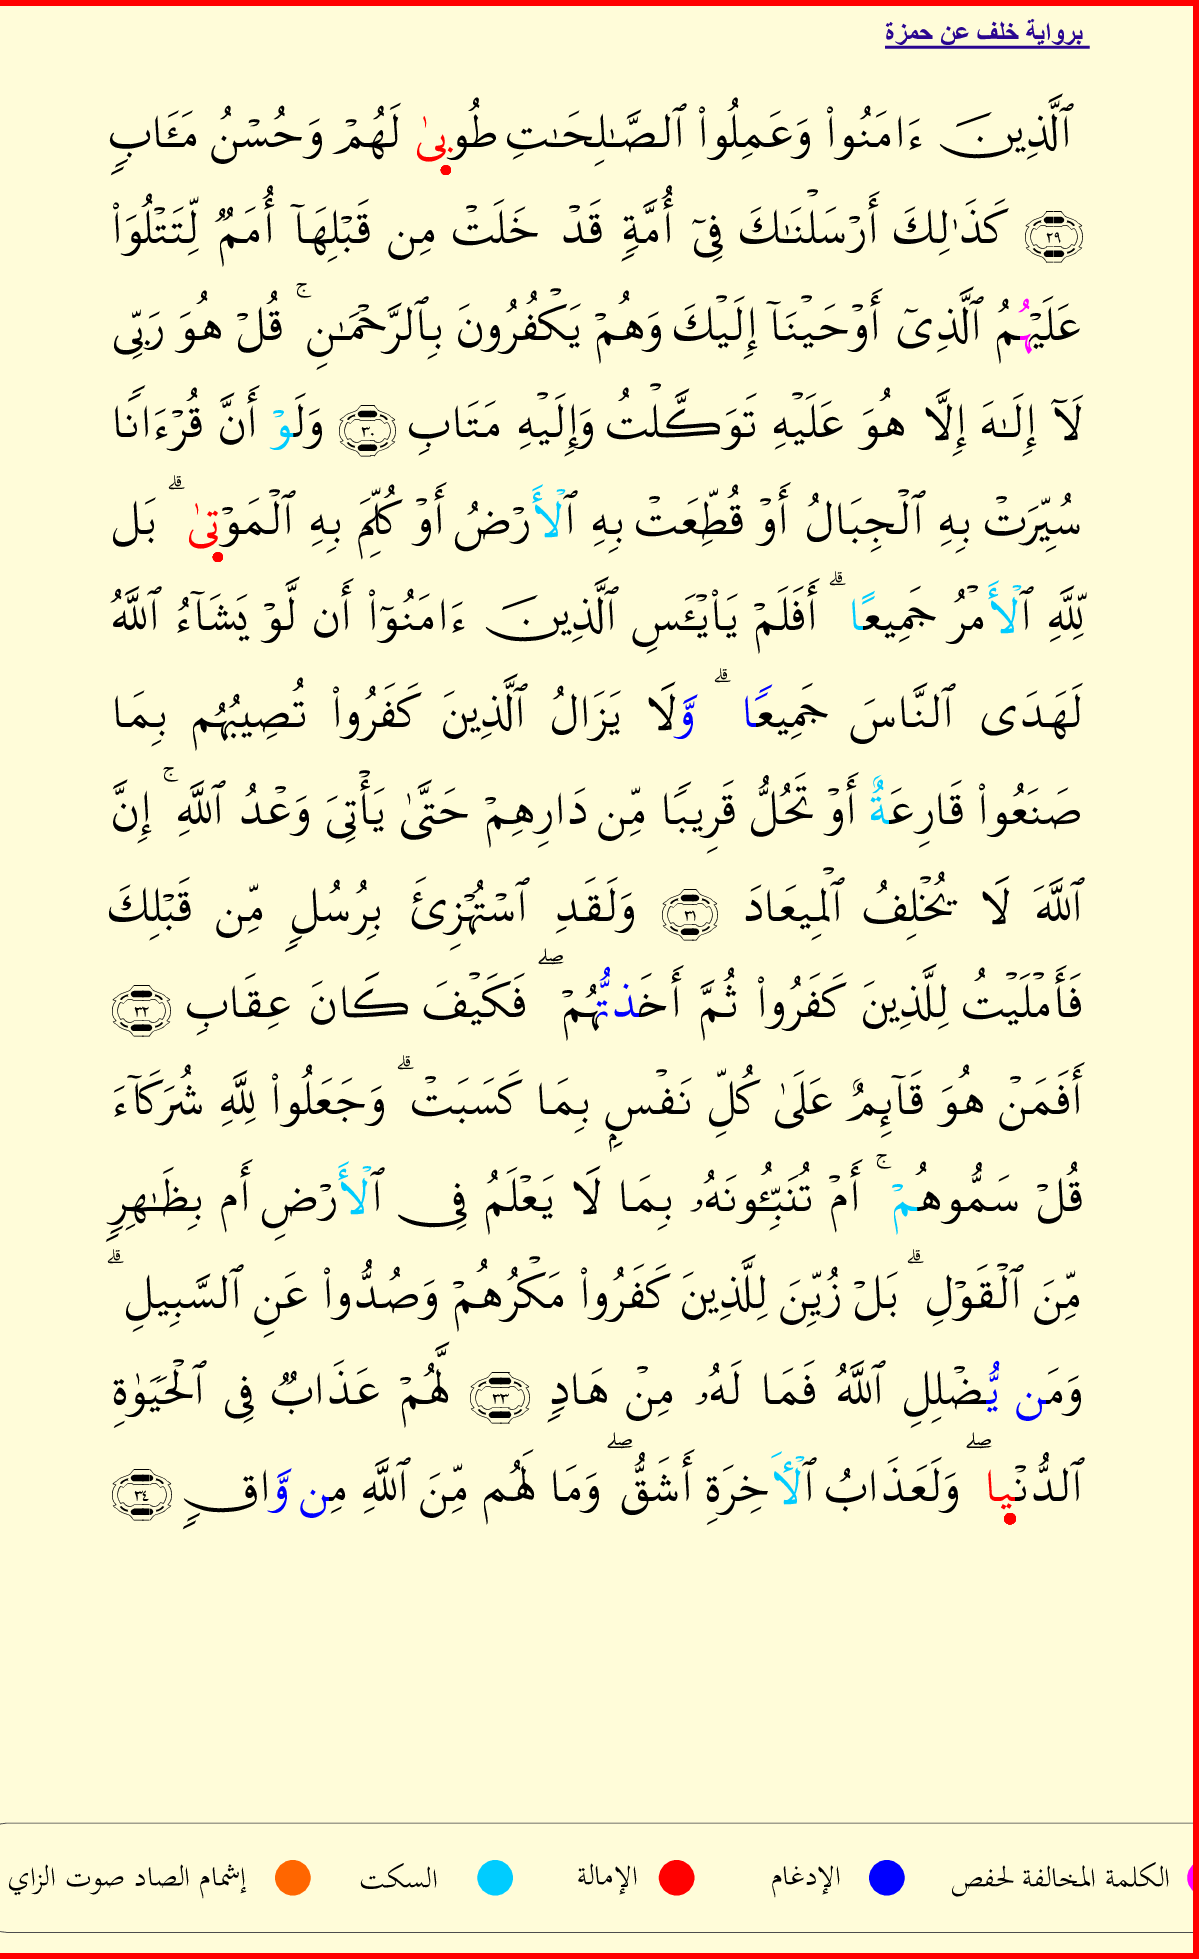 برواية خلف عن حمزة
ٱلَّذِينَ ءَامَنُواْ وَعَمِلُواْ ٱلصَّـٰلِحَـٰتِ طُوبىٰ لَهُمۡ وَحُسۡنُ مَـَٔابٍ
٢٩ كَذَٰلِكَ أَرۡسَلۡنَـٰكَ فِىٓ أُمَّةٍ قَدۡ خَلَتۡ مِن قَبۡلِهَآ أُمَمٌ لِّتَتۡلُوَاْ
عَلَيۡهُمُ ٱلَّذِىٓ أَوۡحَيۡنَآ إِلَيۡكَ وَهُمۡ يَكۡفُرُونَ بِٱلرَّحۡمَـٰنِ ۚ قُلۡ هُوَ رَبِّى
لَآ إِلَـٰهَ إِلَّا هُوَ عَلَيۡهِ تَوَكَّلۡتُ وَإِلَيۡهِ مَتَابِ ٣٠ وَلَوۡ أَنَّ قُرۡءَانًا
سُيِّرَتۡ بِهِ ٱلۡجِبَالُ أَوۡ قُطِّعَتۡ بِهِ ٱلۡأَرۡضُ أَوۡ كُلِّمَ بِهِ ٱلۡمَوۡتىٰ ۗ بَل
لِّلَّهِ ٱلۡأَمۡرُ جَمِيعًا ۗ أَفَلَمۡ يَاْيۡـَٔسِ ٱلَّذِينَ ءَامَنُوٓاْ أَن لَّوۡ يَشَآءُ ٱللَّهُ
لَهَدَى ٱلنَّاسَ جَمِيعًا ۗ وَّلَا يَزَالُ ٱلَّذِينَ كَفَرُواْ تُصِيبُهُم بِمَا
صَنَعُواْ قَارِعَةٌ أَوۡ تَحُلُّ قَرِيبًا مِّن دَارِهِمۡ حَتَّىٰ يَأۡتِىَ وَعۡدُ ٱللَّهِ ۚ إِنَّ
ٱللَّهَ لَا يُخۡلِفُ ٱلۡمِيعَادَ ٣١ وَلَقَدِ ٱسۡتُهۡزِئَ بِرُسُلٍ مِّن قَبۡلِكَ
فَأَمۡلَيۡتُ لِلَّذِينَ كَفَرُواْ ثُمَّ أَخَذتُّهُمۡ ۖ فَكَيۡفَ كَانَ عِقَابِ ٣٢
أَفَمَنۡ هُوَ قَآئِمٌ عَلَىٰ كُلِّ نَفۡسٍۭ بِمَا كَسَبَتۡ ۗ وَجَعَلُواْ لِلَّهِ شُرَكَآءَ
قُلۡ سَمُّوهُمۡ ۚ أَمۡ تُنَبِّـُٔونَهُۥ بِمَا لَا يَعۡلَمُ فِى ٱلۡأَرۡضِ أَم بِظَـٰهِرٍ
مِّنَ ٱلۡقَوۡلِ ۗ بَلۡ زُيِّنَ لِلَّذِينَ كَفَرُواْ مَكۡرُهُمۡ وَصُدُّواْ عَنِ ٱلسَّبِيلِ ۗ
وَمَن يُّضۡلِلِ ٱللَّهُ فَمَا لَهُۥ مِنۡ هَادٍ ٣٣ لَّهُمۡ عَذَابٌ فِى ٱلۡحَيَوٰةِ
ٱلدُّنۡيا ۖ وَلَعَذَابُ ٱلۡأَخِرَةِ أَشَقُّ ۖ وَمَا لَهُم مِّنَ ٱللَّهِ مِن وَّاقٍ ٣٤
الكلمة المخالفة لحفص الإدغام الإمالة السكت إشمام الصاد صوت الزاي